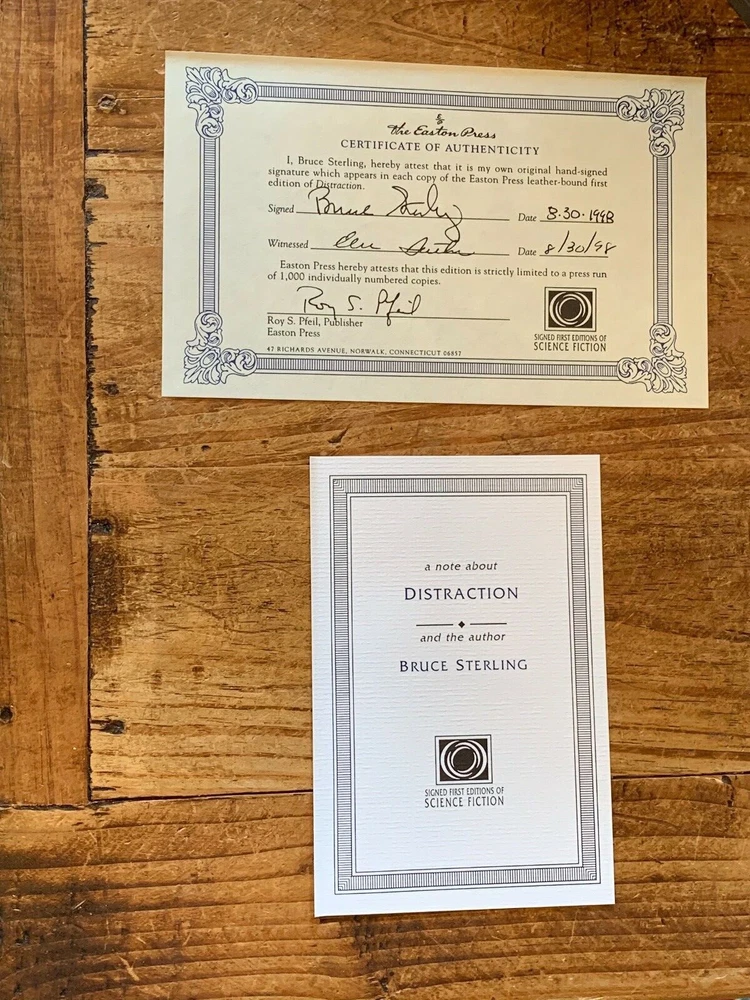 The Easton Press
CERTIFICATE OF AUTHENTICITY
I, Bruce Sterling, hereby attest that it is my own original hand-signed
signature which appears in each copy of the Easton Press leather-bound first
edition of Distraction.
Signed Bruce Sterling Date 8·30·1998
Witnessed Date 8/30/98
Easton Press hereby attests that this edition is strictly limited to a press run
of 1,000 individually numbered copies.
Roy S. Pfeil
Roy S. Pfeil, Publisher
Easton Press
47 RICHARDS AVENUE, NORWALK, CONNECTICUT 06857
SIGNED FIRST EDITIONS OF
SCIENCE FICTION
a note about
DISTRACTION
and the author
BRUCE STERLING
SIGNED FIRST EDITIONS OF
SCIENCE FICTION